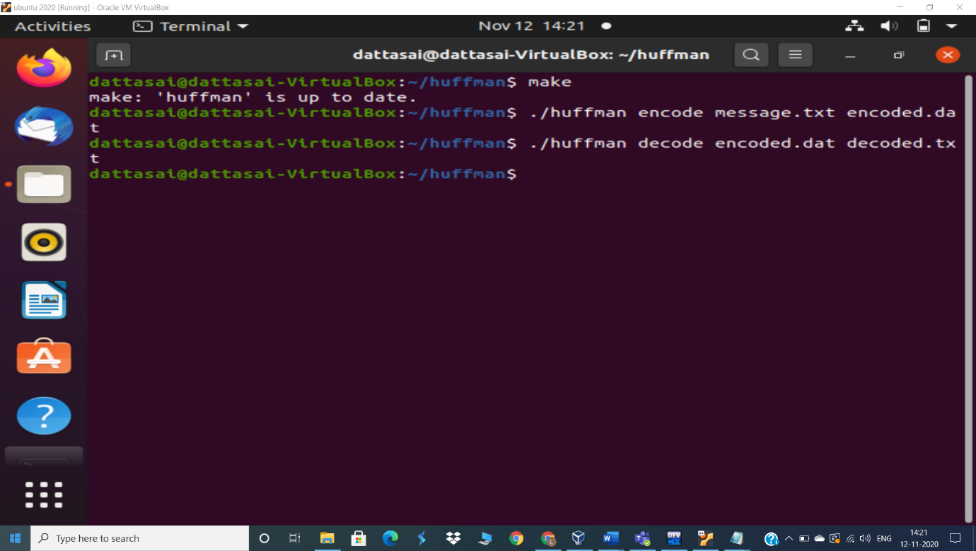 ubuntu 2020 [Running] - Oracle VM VirtualBox
Activities Terminal Nov 12 14:21
dattasai@dattasai-VirtualBox: ~/huffman
dattasai@dattasai-VirtualBox:~/huffman$ make
make: 'huffman' is up to date.
dattasai@dattasai-VirtualBox:~/huffman$ ./huffman encode message.txt encoded.da
t
dattasai@dattasai-VirtualBox:~/huffman$ ./huffman decode encoded.dat decoded.tx
t
dattasai@dattasai-VirtualBox:~/huffman$
Type here to search
ENG
14:21
12-11-2020